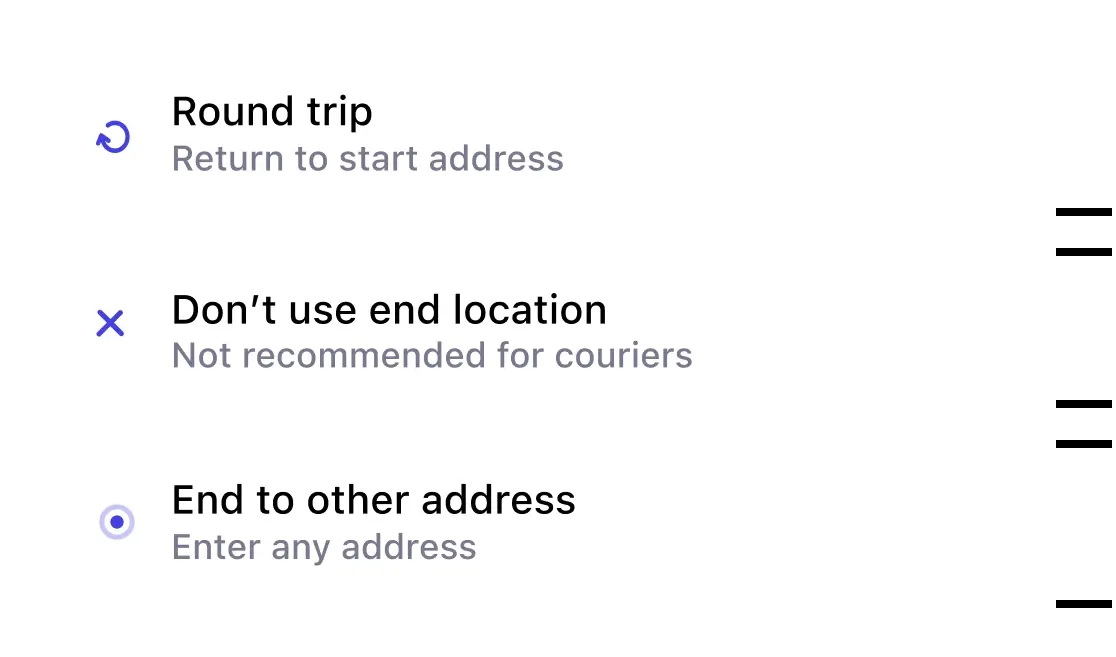 Round trip
Return to start address
Don’t use end location
Not recommended for couriers
End to other address
Enter any address